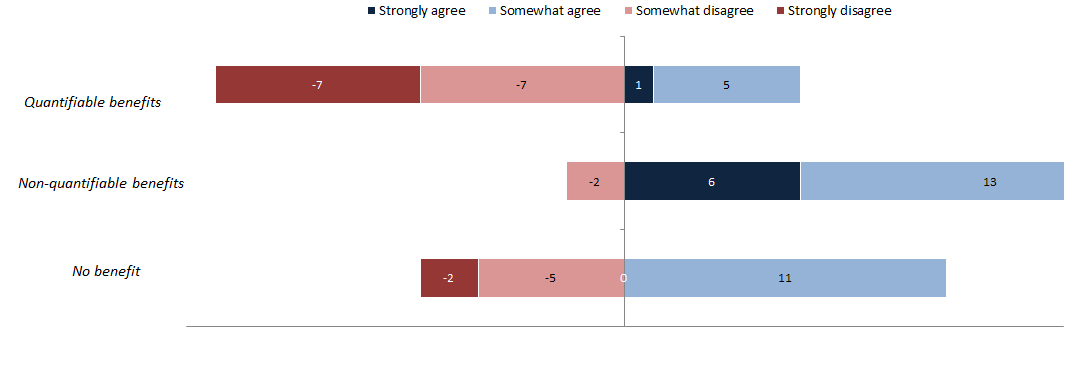 Strongly agree Somewhat agree Somewhat disagree Strongly disagree
Quantifiable benefits -7 -7 1 5
Non-quantifiable benefits -2 6 13
No benefit -2 -5 0 11